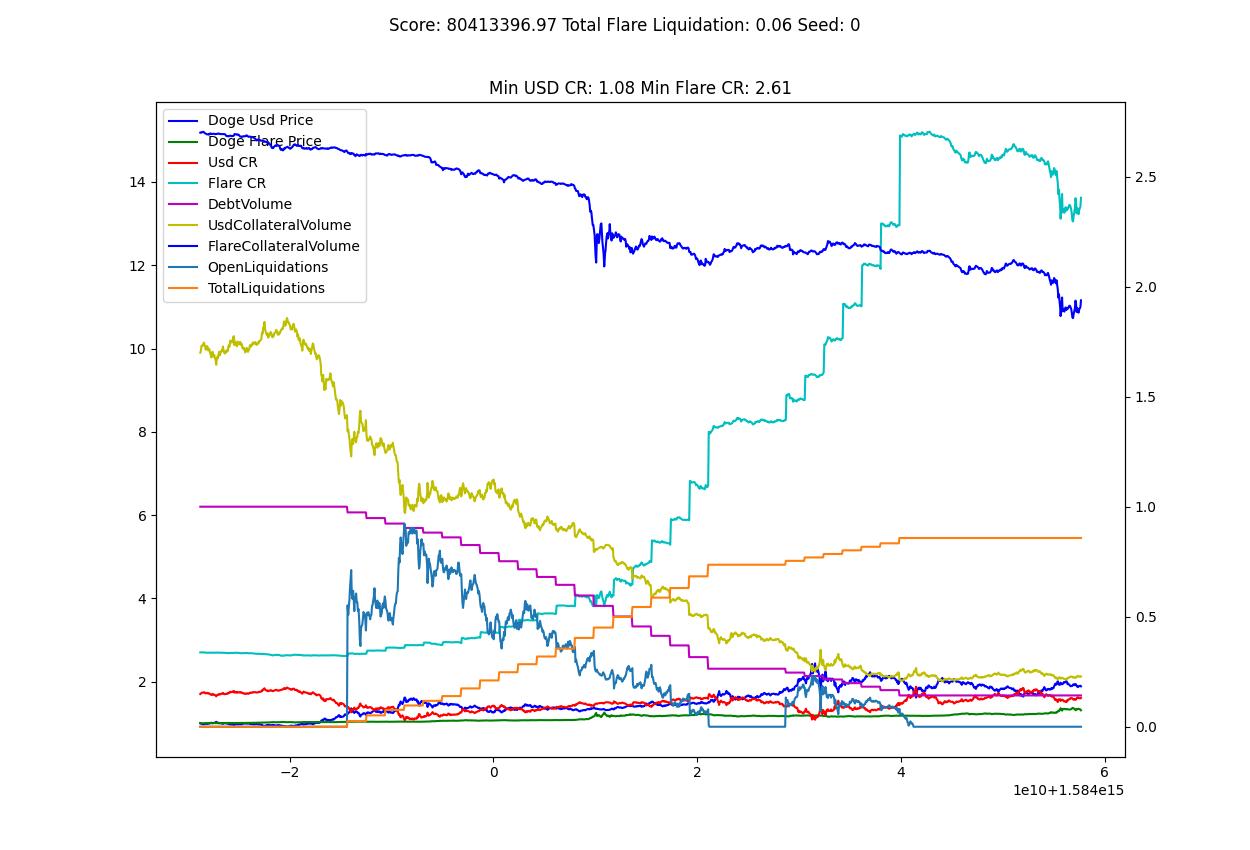 Score: 80413396.97 Total Flare Liquidation: 0.06 Seed: 0
Min USD CR: 1.08 Min Flare CR: 2.61
Doge Usd Price
Doge Flare Price
Usd CR
Flare CR
DebtVolume
UsdCollateralVolume
FlareCollateralVolume
OpenLiquidations
TotalLiquidations
14
12
10
8
6
4
2
2.5
2.0
1.5
1.0
0.5
0.0
−2 0 2 4 6
1e10+1.584e15